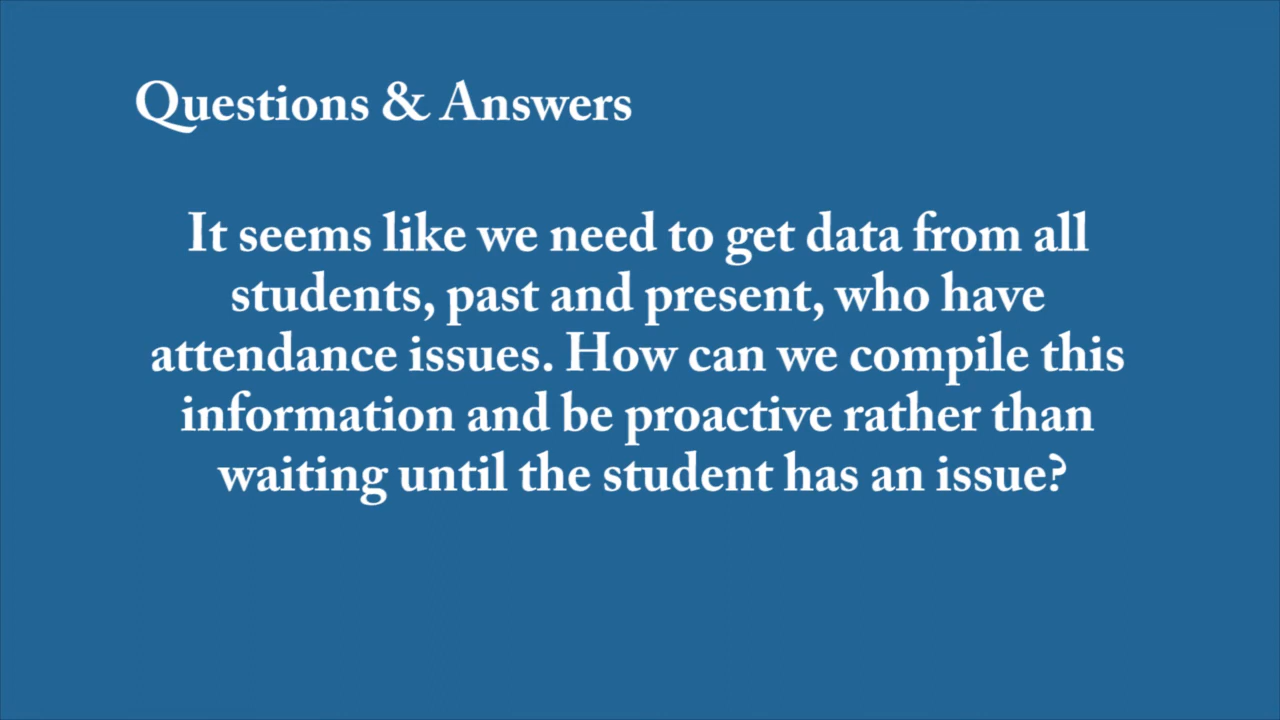 Questions & Answers
It seems like we need to get data from all
students, past and present, who have
attendance issues. How can we compile this
information and be proactive rather than
waiting until the student has an issue?